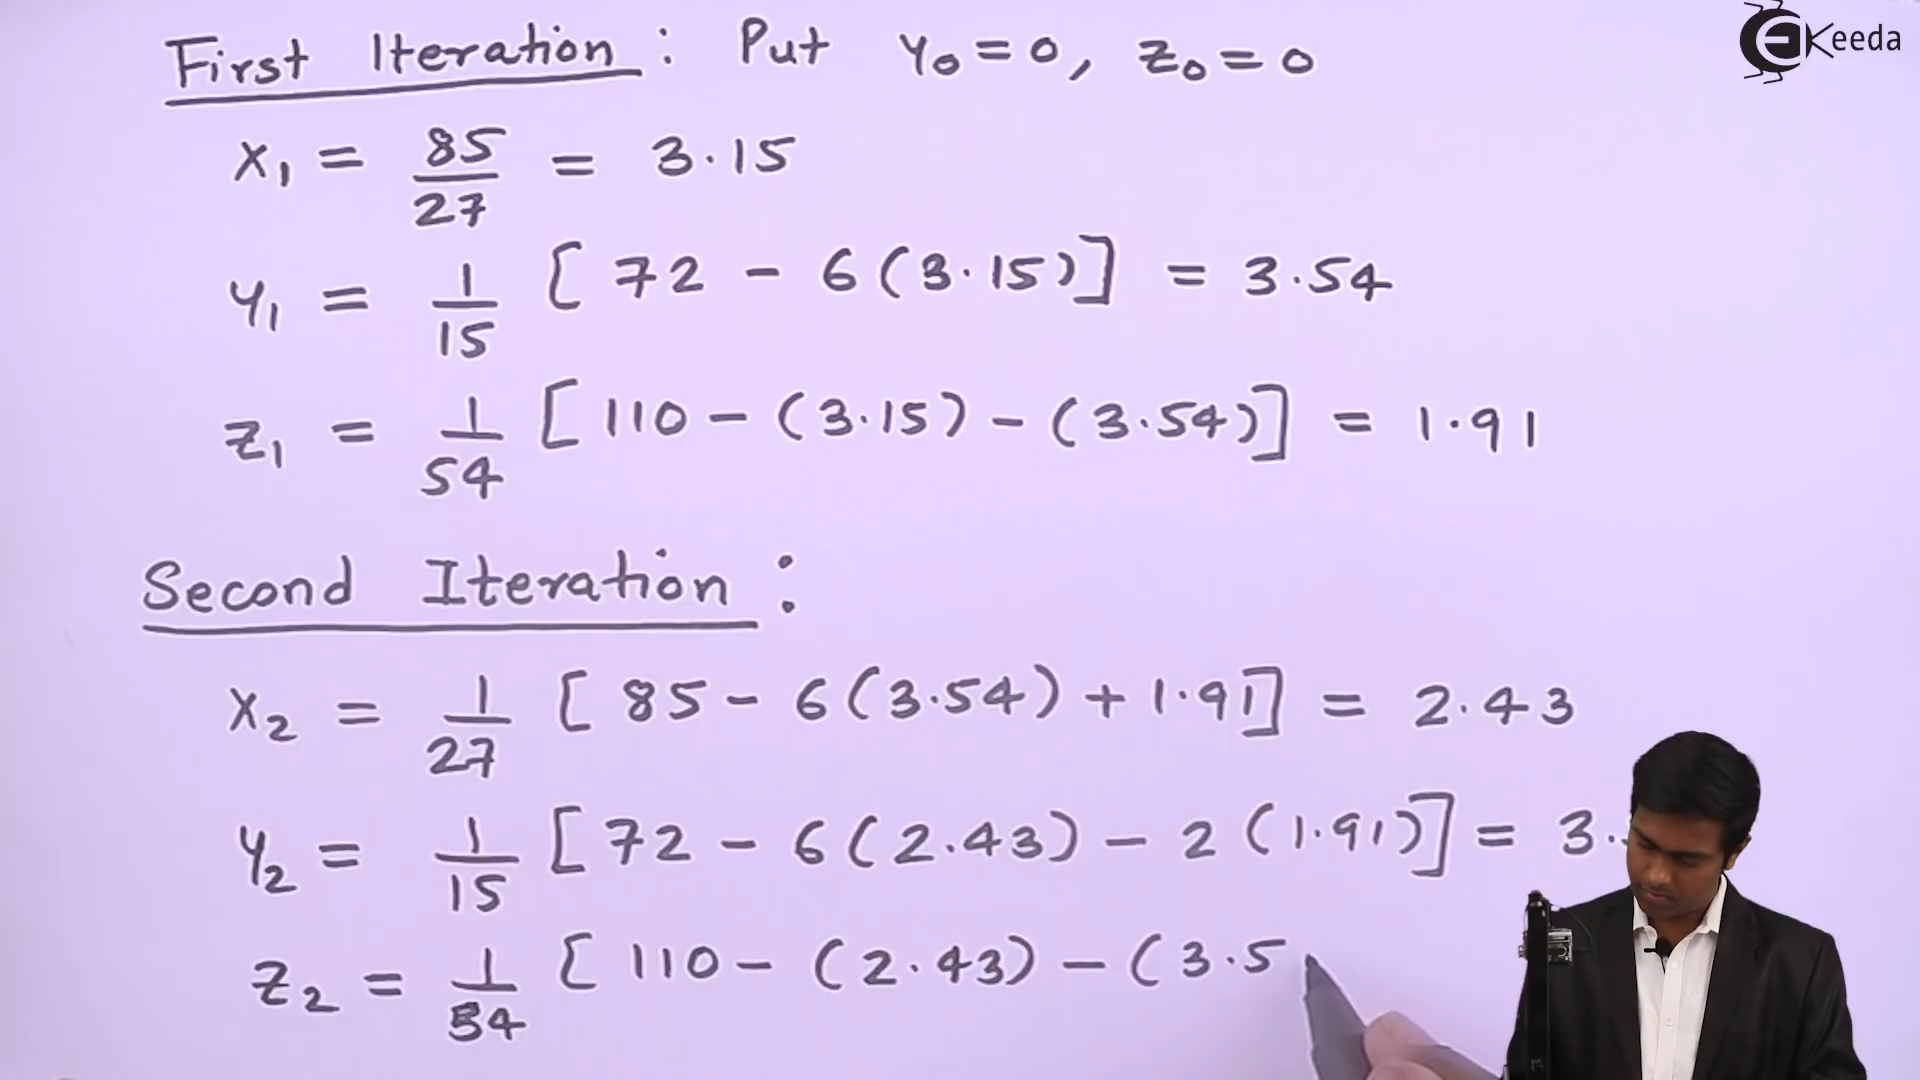 EKeeda
First Iteration : Put y₀ = 0, z₀ = 0
x₁ = 85/27 = 3.15
y₁ = 1/15 [ 72 - 6(3.15)] = 3.54
z₁ = 1/54 [ 110 - (3.15) - (3.54)] = 1.91
Second Iteration :
x₂ = 1/27 [ 85 - 6(3.54) + 1.91] = 2.43
y₂ = 1/15 [ 72 - 6(2.43) - 2(1.91)] = 3.
z₂ = 1/54 [ 110 - (2.43) - (3.5